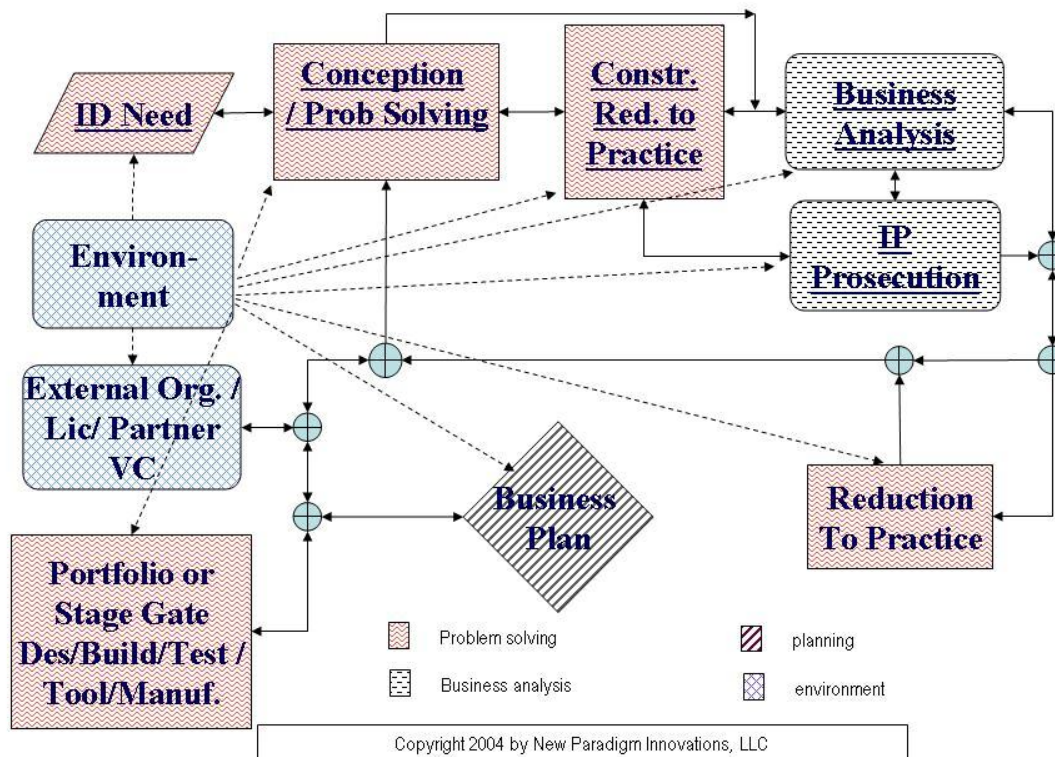 ID Need
Conception
/ Prob Solving
Constr.
Red. to
Practice
Business
Analysis
Environ-
ment
IP
Prosecution
External Org. /
Lic/ Partner
VC
Business
Plan
Reduction
To Practice
Portfolio or
Stage Gate
Des/Build/Test /
Tool/Manuf.
Problem solving
planning
Business analysis
environment
Copyright 2004 by New Paradigm Innovations, LLC